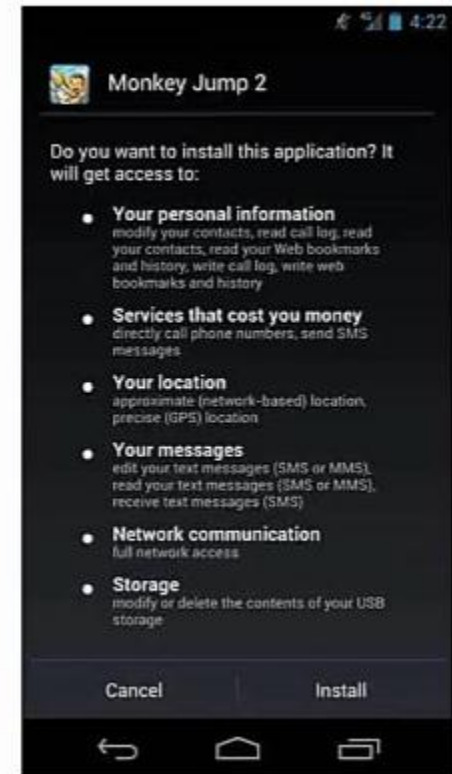 4:22
Monkey Jump 2
Do you want to install this application? It
will get access to:
Your personal information
modify your contacts, read call log, read
your contacts, read your Web bookmarks
and history, write call log, write web
bookmarks and history
Services that cost you money
directly call phone numbers, send SMS
messages
Your location
approximate (network-based) location,
precise (GPS) location
Your messages
edit your text messages (SMS or MMS),
read your text messages (SMS or MMS),
receive text messages (SMS)
Network communication
full network access
Storage
modify or delete the contents of your USB
storage
Cancel Install